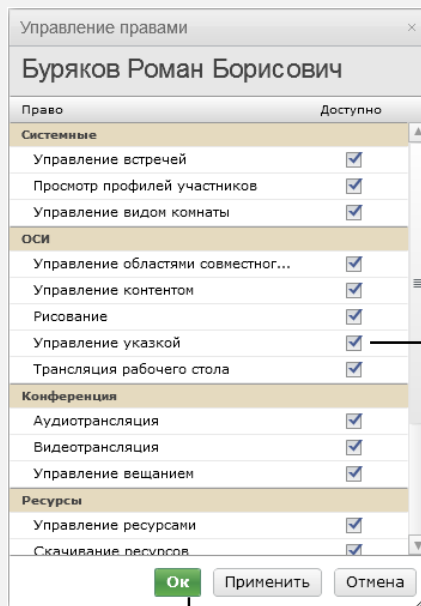 Управление правами
Буряков Роман Борисович
Право Доступно
Системные
Управление встречей
Просмотр профилей участников
Управление видом комнаты
ОСИ
Управление областями совместног...
Управление контентом
Рисование
Управление указкой
Трансляция рабочего стола
Конференция
Аудиотрансляция
Видеотрансляция
Управление вещанием
Ресурсы
Управление ресурсами
Скачивание ресурсов
Ок Применить Отмена